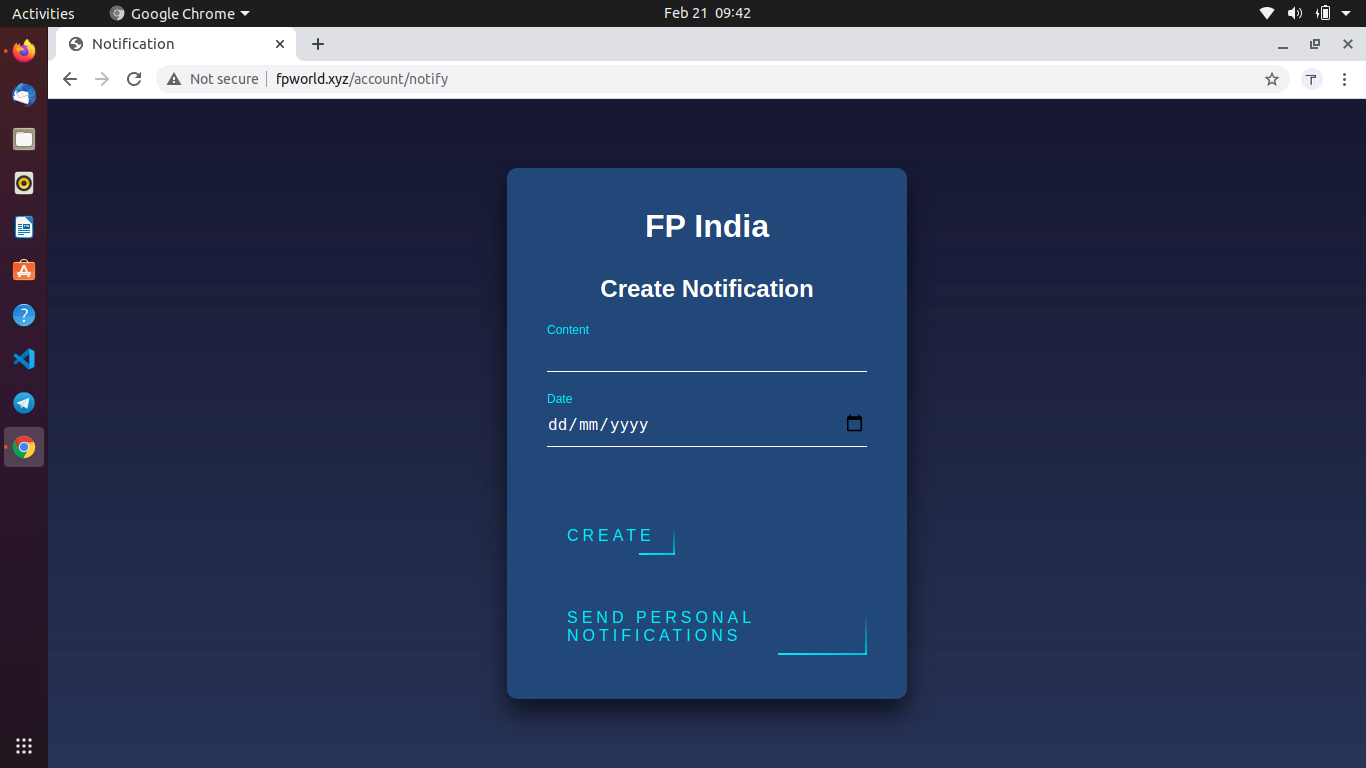 Activities
Google Chrome
Feb 21 09:42
Notification
Not secure
fpworld.xyz/account/notify
T
FP India
Create Notification
Content
Date
dd/mm/yyyy
CREATE
SEND PERSONAL
NOTIFICATIONS